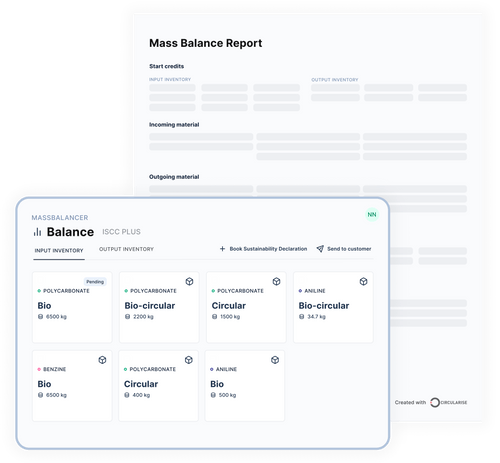 Mass Balance Report
Start credits
INPUT INVENTORY
OUTPUT INVENTORY
Incoming material
Outgoing material
MASSBALANCER
NN
Balance ISCC PLUS
INPUT INVENTORY OUTPUT INVENTORY
Book Sustainability Declaration Send to customer
Pending
POLYCARBONATE
Bio
6500 kg
POLYCARBONATE
Bio-circular
2200 kg
POLYCARBONATE
Circular
1500 kg
ANILINE
Bio-circular
34.7 kg
BENZINE
Bio
6500 kg
POLYCARBONATE
Circular
400 kg
ANILINE
Bio
500 kg
Created with CIRCULARISE